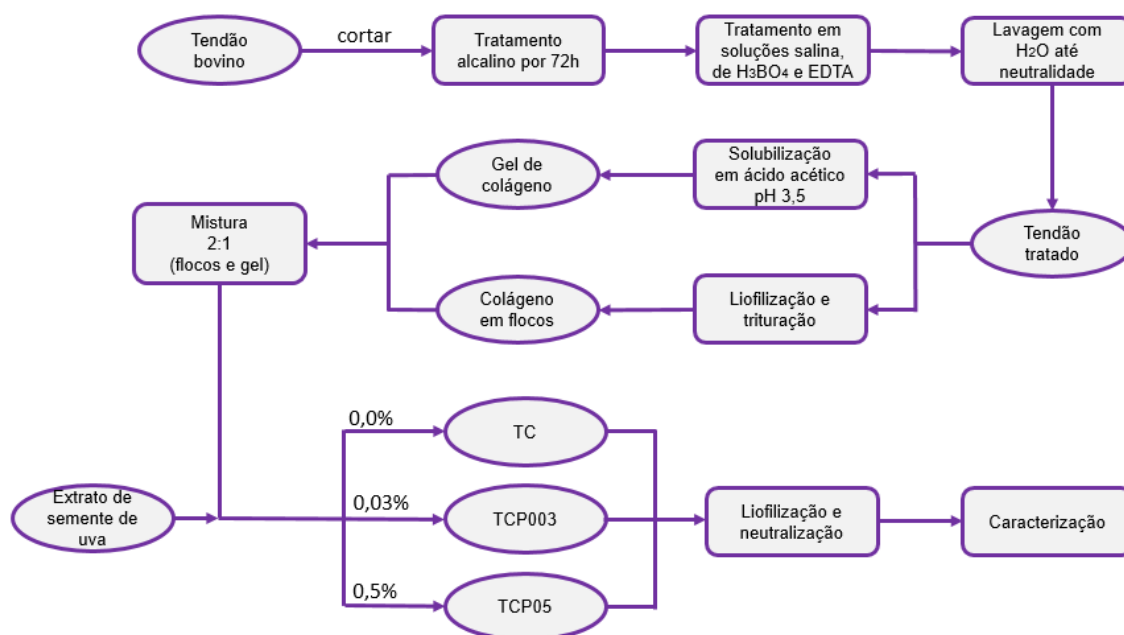 Tendão
bovino
cortar
Tratamento
alcalino por 72h
Tratamento em
soluções salina,
de H₃BO₄ e EDTA
Lavagem com
H₂O até
neutralidade
Gel de
colágeno
Solubilização
em ácido acético
pH 3,5
Mistura
2:1
(flocos e gel)
Tendão
tratado
Colágeno
em flocos
Liofilização e
trituração
0,0%
TC
Extrato de
semente de
uva
0,03%
TCP003
Liofilização e
neutralização
Caracterização
0,5%
TCP05